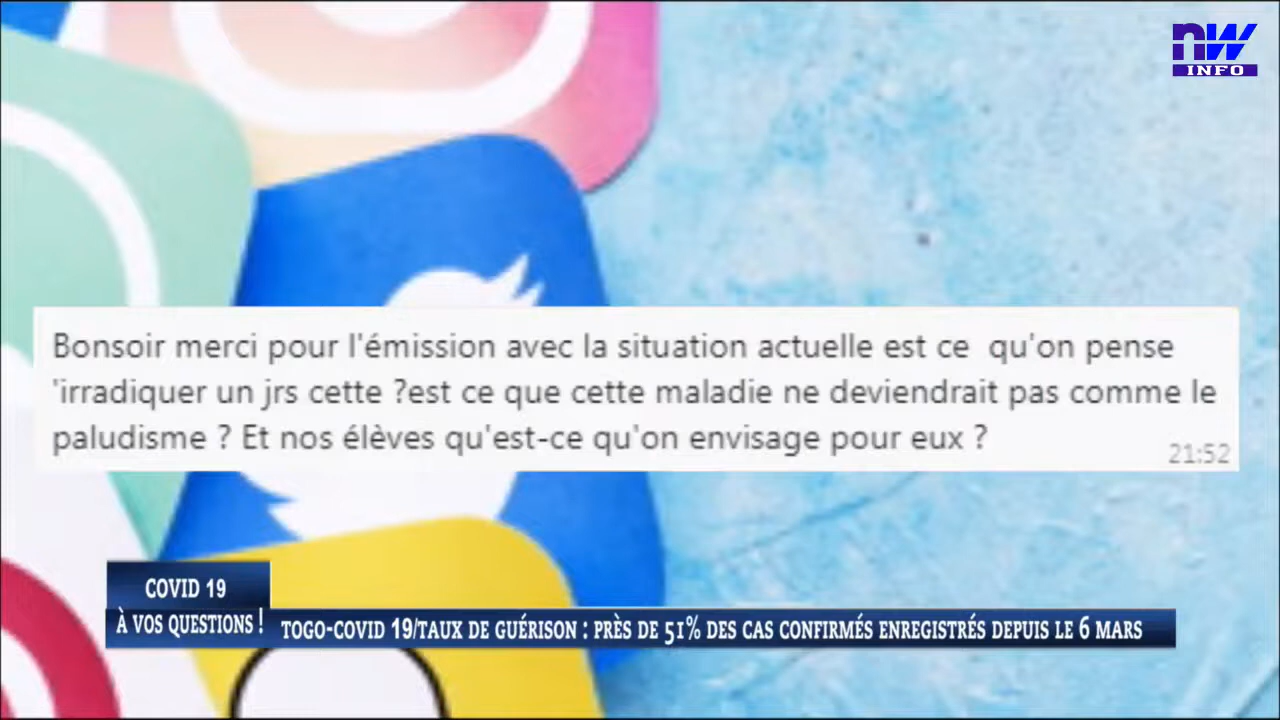 nw
INFO
Bonsoir merci pour l'émission avec la situation actuelle est ce qu'on pense
'irradiquer un jrs cette ?est ce que cette maladie ne deviendrait pas comme le
paludisme ? Et nos élèves qu'est-ce qu'on envisage pour eux ?
21:52
COVID 19
À VOS QUESTIONS !
TOGO-COVID 19/TAUX DE GUÉRISON : PRÈS DE 51% DES CAS CONFIRMÉS ENREGISTRÉS DEPUIS LE 6 MARS